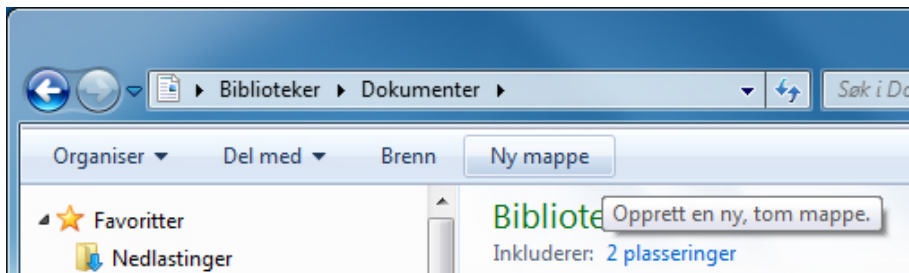 Biblioteker Dokumenter Søk i Do
Organiser Del med Brenn Ny mappe
Favoritter Bibliote Opprett en ny, tom mappe.
Nedlastinger Inkluderer: 2 plasseringer